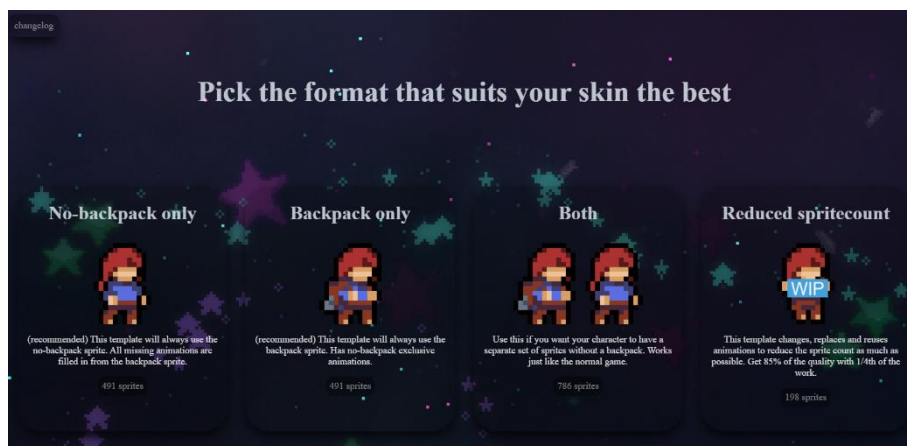 changelog
Pick the format that suits your skin the best
No-backpack only
(recommended) This template will always use the
no-backpack sprite. All missing animations are
filled in from the backpack sprite.
491 sprites
Backpack only
(recommended) This template will always use the
backpack sprite. Has no-backpack exclusive
animations.
491 sprites
Both
Use this if you want your character to have a
separate set of sprites without a backpack. Works
just like the normal game.
786 sprites
Reduced spritecount
WIP
This template changes, replaces and reuses
animations to reduce the sprite count as much as
possible. Get 85% of the quality with 1/4th of the
work.
198 sprites